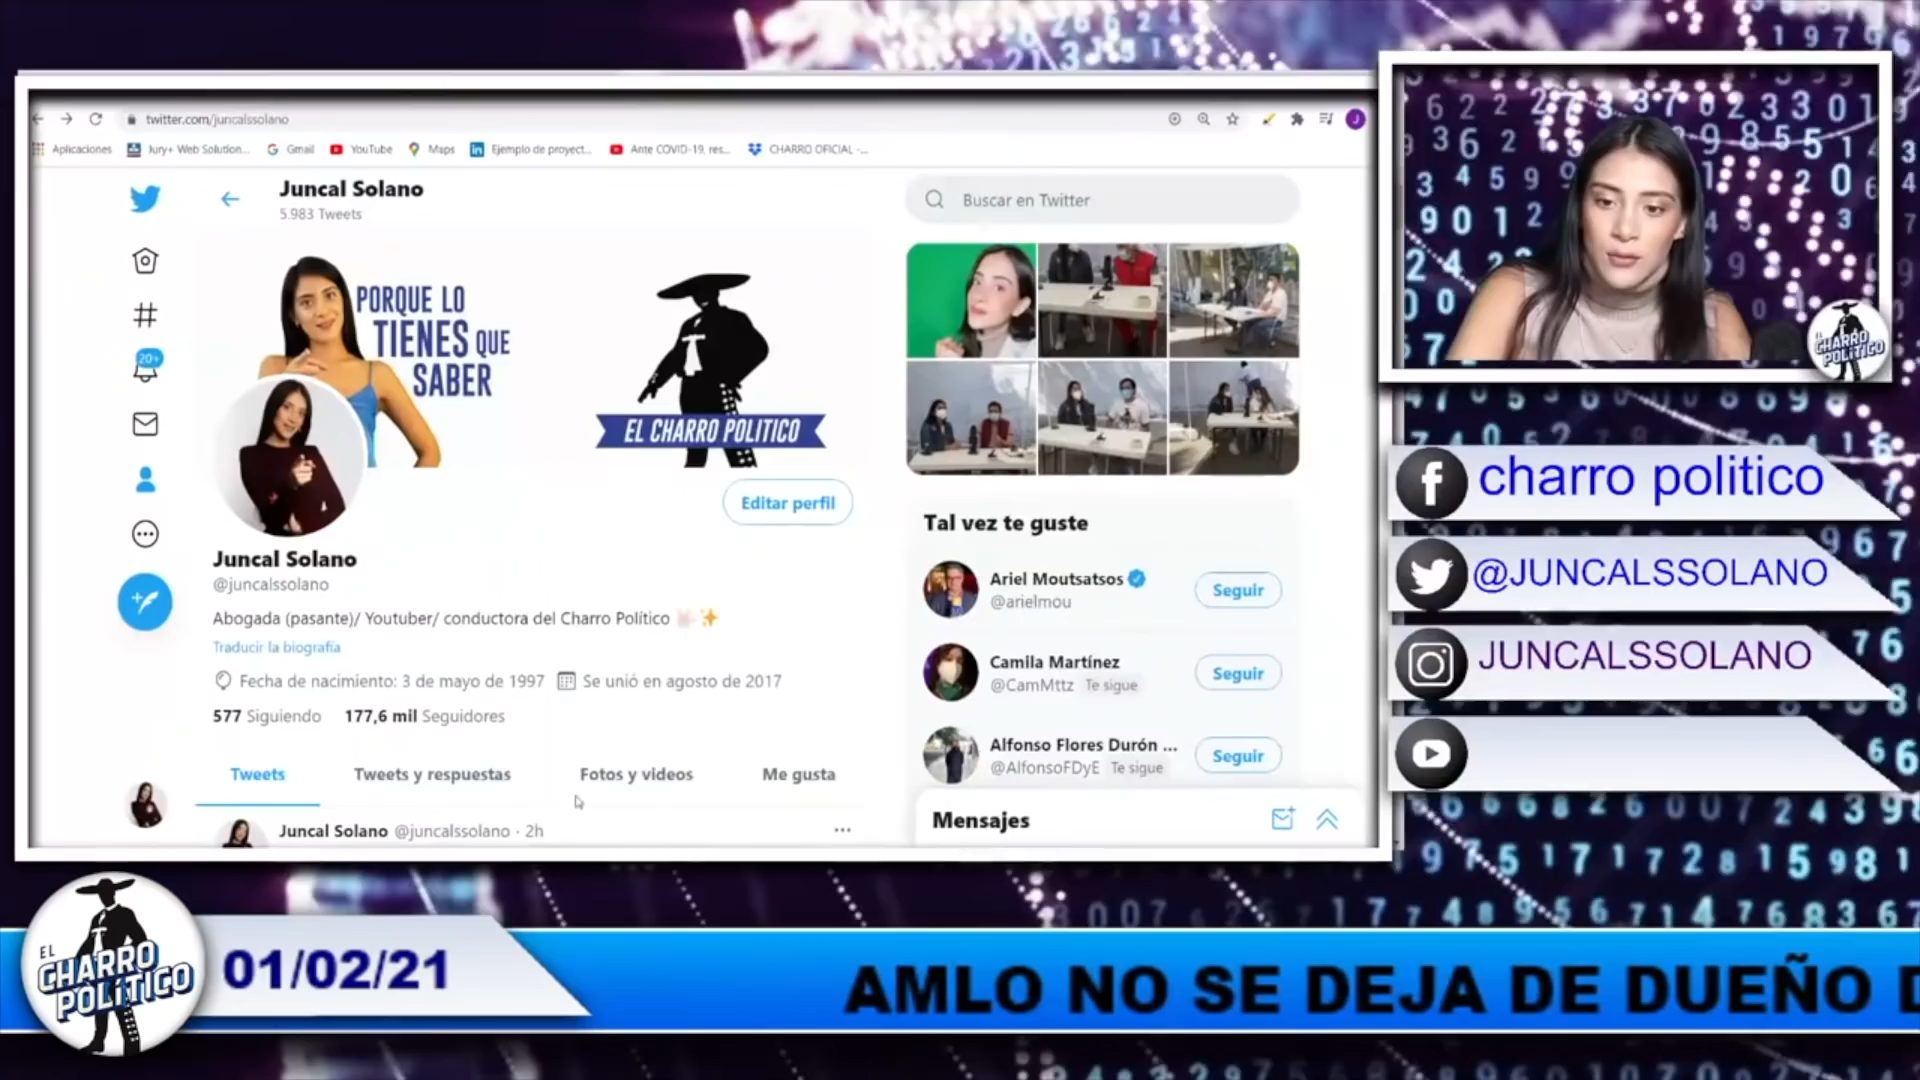 twitter.com/juncalssolano
Aplicaciones
Jury+ Web Solution...
Gmail
YouTube
Maps
Ejemplo de proyect...
Ante COVID-19, res...
CHARRO OFICIAL -...
Juncal Solano
5.983 Tweets
Buscar en Twitter
20+
PORQUE LO
TIENES QUE
SABER
EL CHARRO POLITICO
Editar perfil
Juncal Solano
@juncalssolano
Abogada (pasante)/ Youtuber/ conductora del Charro Político
Traducir la biografía
Fecha de nacimiento: 3 de mayo de 1997
Se unió en agosto de 2017
577 Siguiendo
177,6 mil Seguidores
Tweets
Tweets y respuestas
Fotos y videos
Me gusta
Juncal Solano @juncalssolano · 2h
Tal vez te guste
Ariel Moutsatsos
@arielmou
Seguir
Camila Martínez
@CamMttz Te sigue
Seguir
Alfonso Flores Durón ...
@AlfonsoFDyE Te sigue
Seguir
Mensajes
J
CHARRO
POLÍTICO
charro politico
@JUNCALSSOLANO
JUNCALSSOLANO
EL
CHARRO
POLÍTICO
01/02/21
AMLO NO SE DEJA DE DUEÑO D